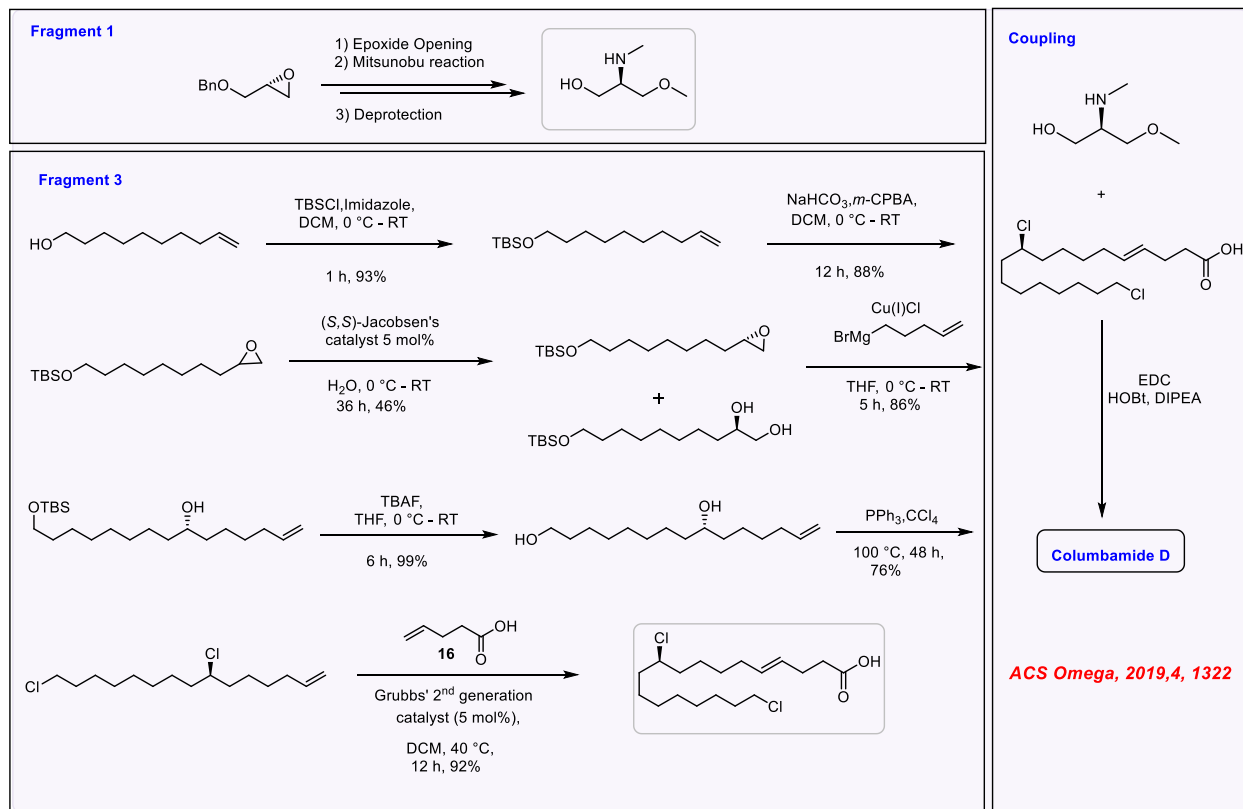 Fragment 1
1) Epoxide Opening
2) Mitsunobu reaction
3) Deprotection
BnO
O
HN
HO
O
Coupling
HN
HO
O
+
Cl
OH
O
Cl
EDC
HOBt, DIPEA
Columbamide D
ACS Omega, 2019,4, 1322
Fragment 3
HO
TBSCl,Imidazole,
DCM, 0 °C - RT
1 h, 93%
TBSO
NaHCO3,m-CPBA,
DCM, 0 °C - RT
12 h, 88%
TBSO
O
(S,S)-Jacobsen's
catalyst 5 mol%
H2O, 0 °C - RT
36 h, 46%
TBSO
O
+
TBSO
OH
OH
Cu(I)Cl
BrMg
THF, 0 °C - RT
5 h, 86%
OTBS
OH
TBAF,
THF, 0 °C - RT
6 h, 99%
HO
OH
PPh3,CCl4
100 °C, 48 h,
76%
Cl
Cl
OH
O
16
Grubbs' 2nd generation
catalyst (5 mol%),
DCM, 40 °C,
12 h, 92%
Cl
OH
O
Cl